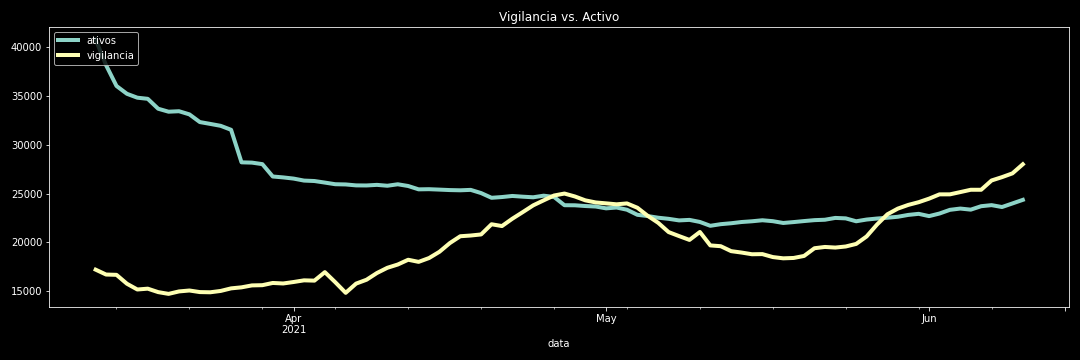 Vigilancia vs. Activo
ativos
vigilancia
40000
35000
30000
25000
20000
15000
Apr
2021
May
Jun
data